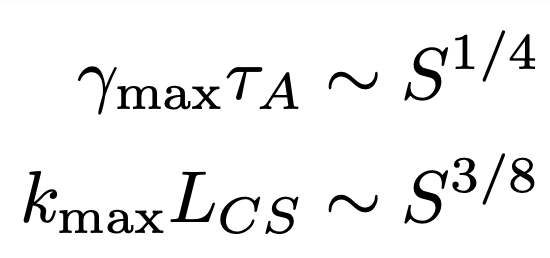 γ_max τ_A ∼ S^{1/4}
k_max L_{CS} ∼ S^{3/8}